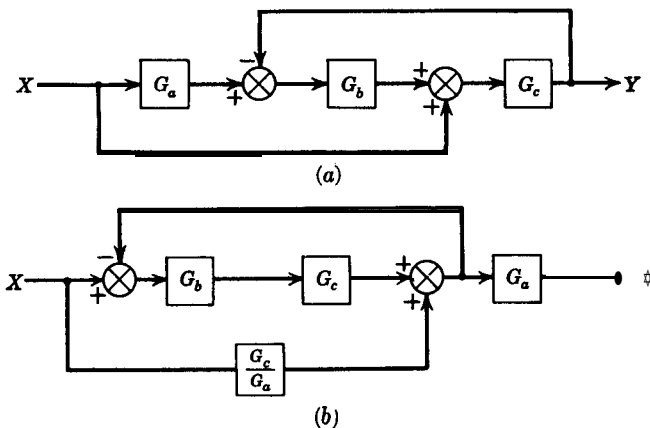 −
X G_a + G_b + + G_c Y
(a)
−
X + G_b G_c + + G_a
G_c
G_a
(b)